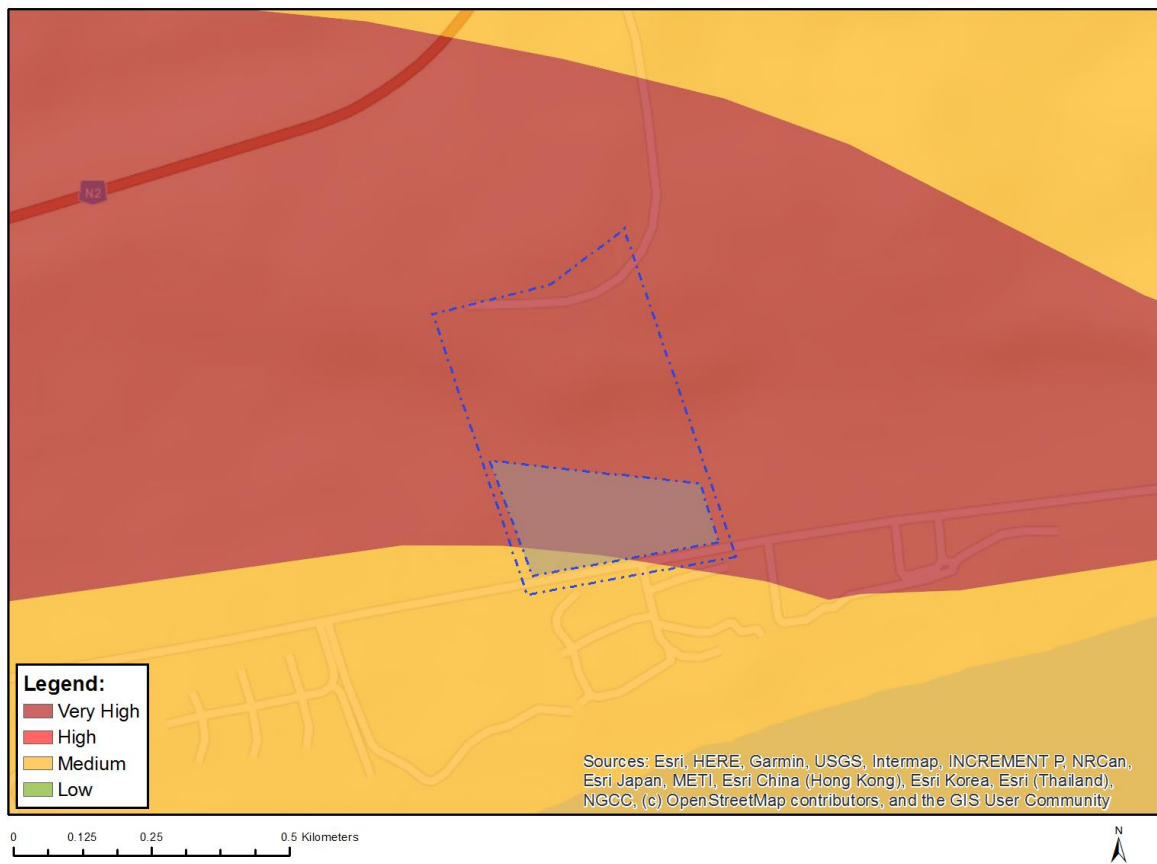 N2
Legend:
Very High
High
Medium
Low
Sources: Esri, HERE, Garmin, USGS, Intermap, INCREMENT P, NRCan,
Esri Japan, METI, Esri China (Hong Kong), Esri Korea, Esri (Thailand),
NGCC, (c) OpenStreetMap contributors, and the GIS User Community
0 0.125 0.25 0.5 Kilometers
N